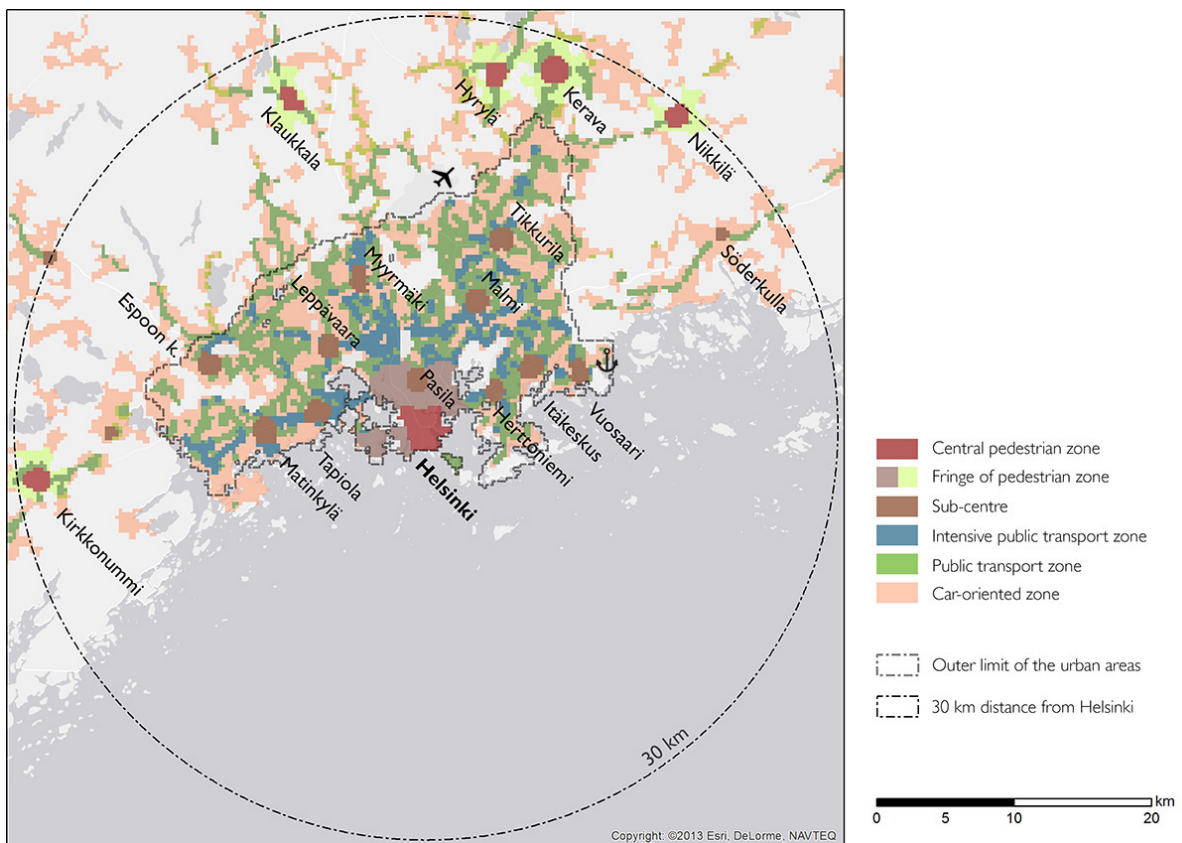 Hyrylä
Kerava
Klaukkala
Nikkilä
Tikkurila
Söderkulla
Myyrmäki
Malmi
Leppävaara
Espoon k.
Pasila
Vuosaari
Itäkeskus
Herttoniemi
Tapiola
Matinkylä
Helsinki
Kirkkonummi
30 km
Copyright: ©2013 Esri, DeLorme, NAVTEQ
Central pedestrian zone
Fringe of pedestrian zone
Sub-centre
Intensive public transport zone
Public transport zone
Car-oriented zone
Outer limit of the urban areas
30 km distance from Helsinki
km
0 5 10 20